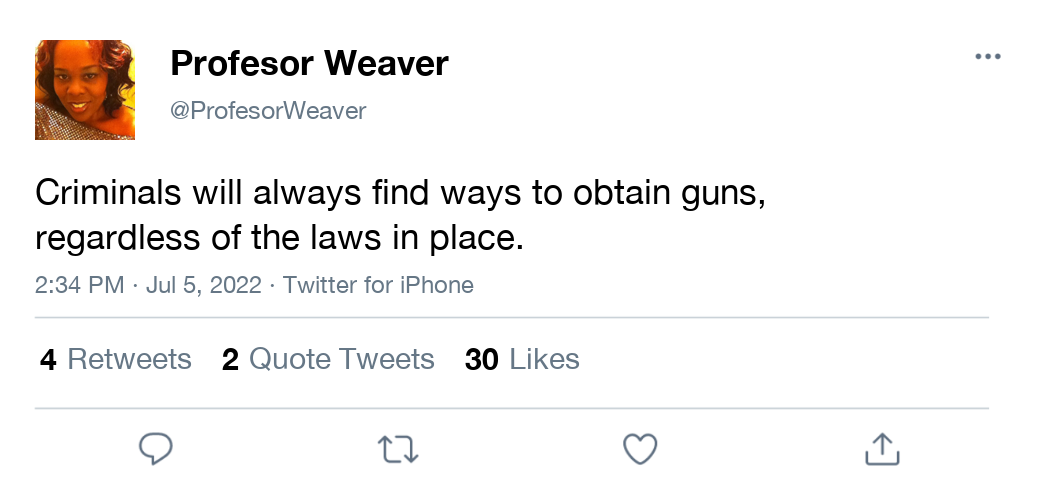 Profesor Weaver
@ProfesorWeaver
Criminals will always find ways to obtain guns,
regardless of the laws in place.
2:34 PM · Jul 5, 2022 · Twitter for iPhone
4 Retweets 2 Quote Tweets 30 Likes